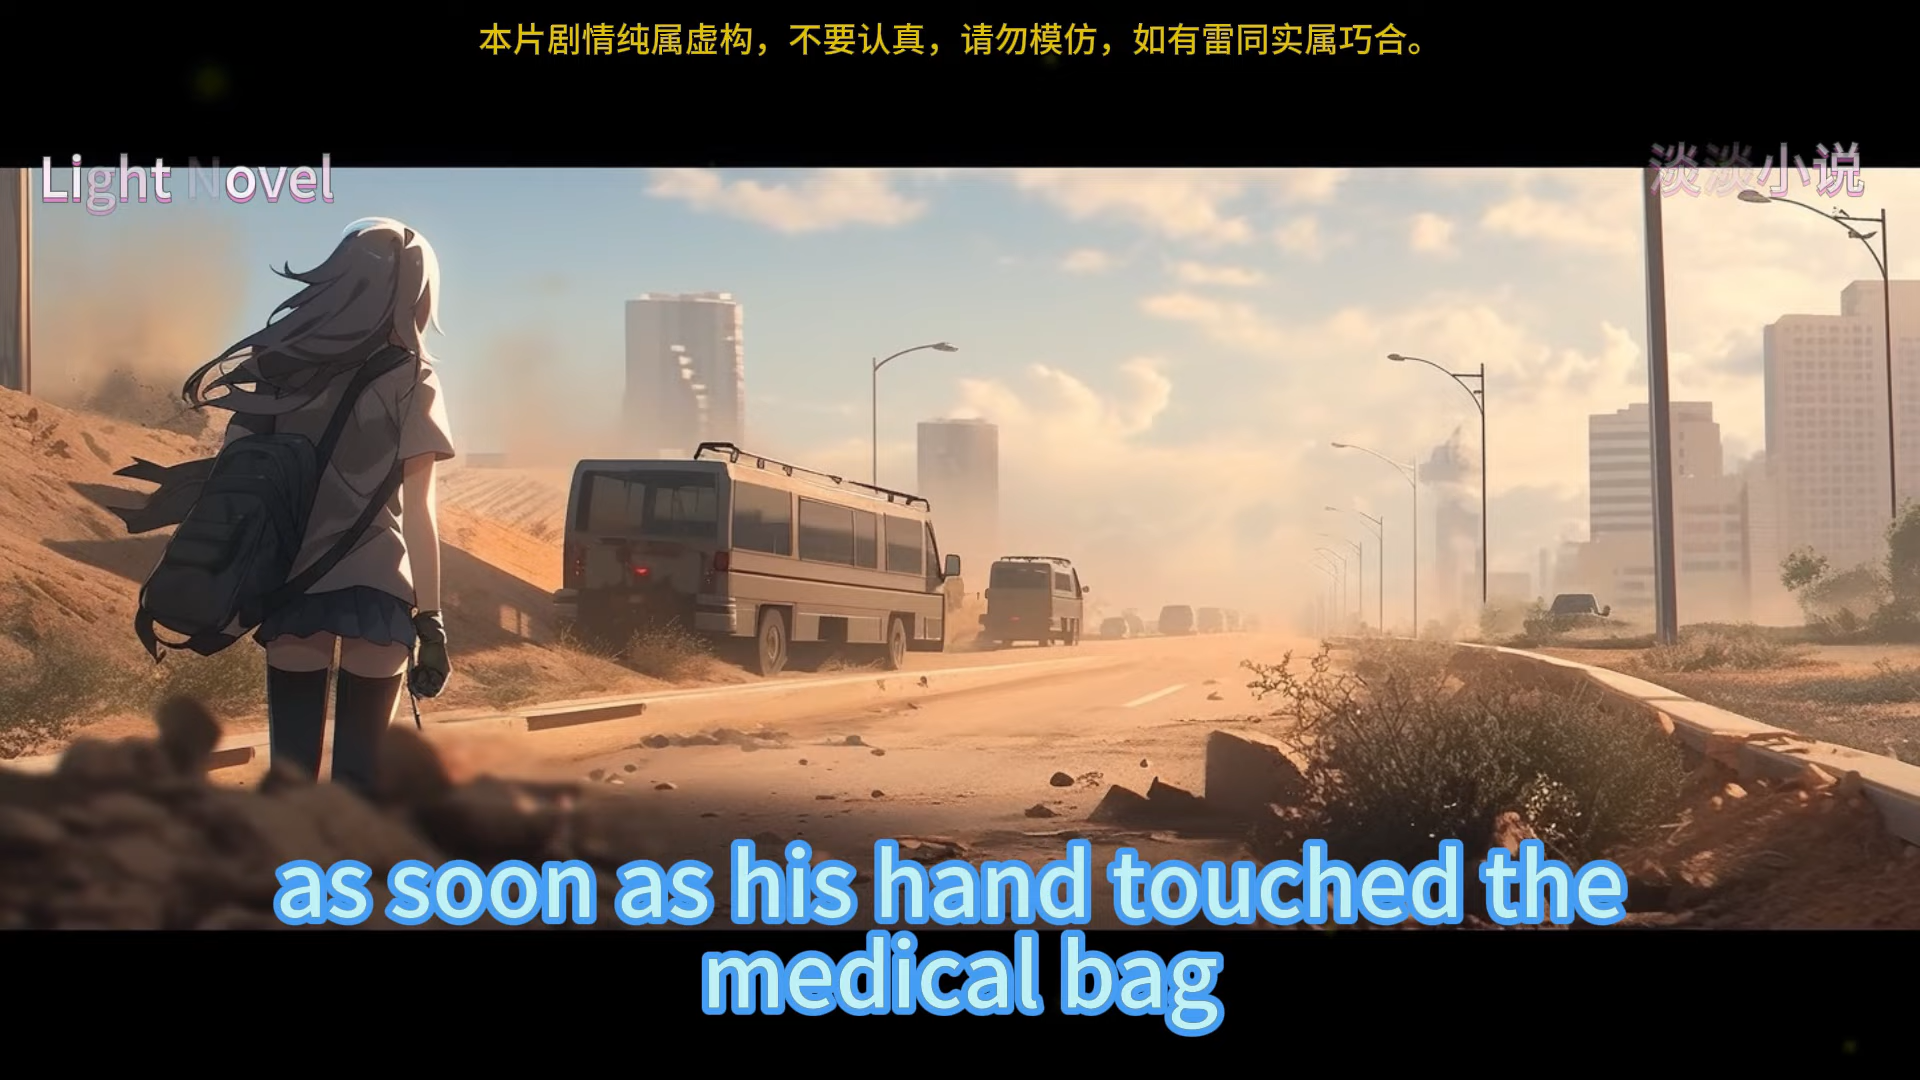 本片剧情纯属虚构，不要认真，请勿模仿，如有雷同实属巧合。
Light Novel
淡淡小说
as soon as his hand touched the
medical bag